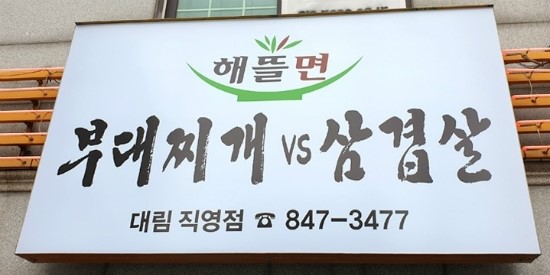 해뜰면
부대찌개 vs 삼겹살
대림 직영점 ☎ 847-3477